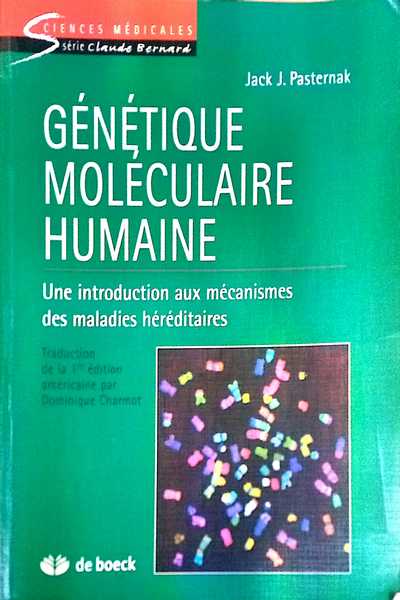 SCIENCES MÉDICALES
série Claude Bernard
Jack J. Pasternak
GÉNÉTIQUE
MOLÉCULAIRE
HUMAINE
Une introduction aux mécanismes
des maladies héréditaires
Traduction
de la 1re édition
américaine par
Dominique Charmot
de boeck